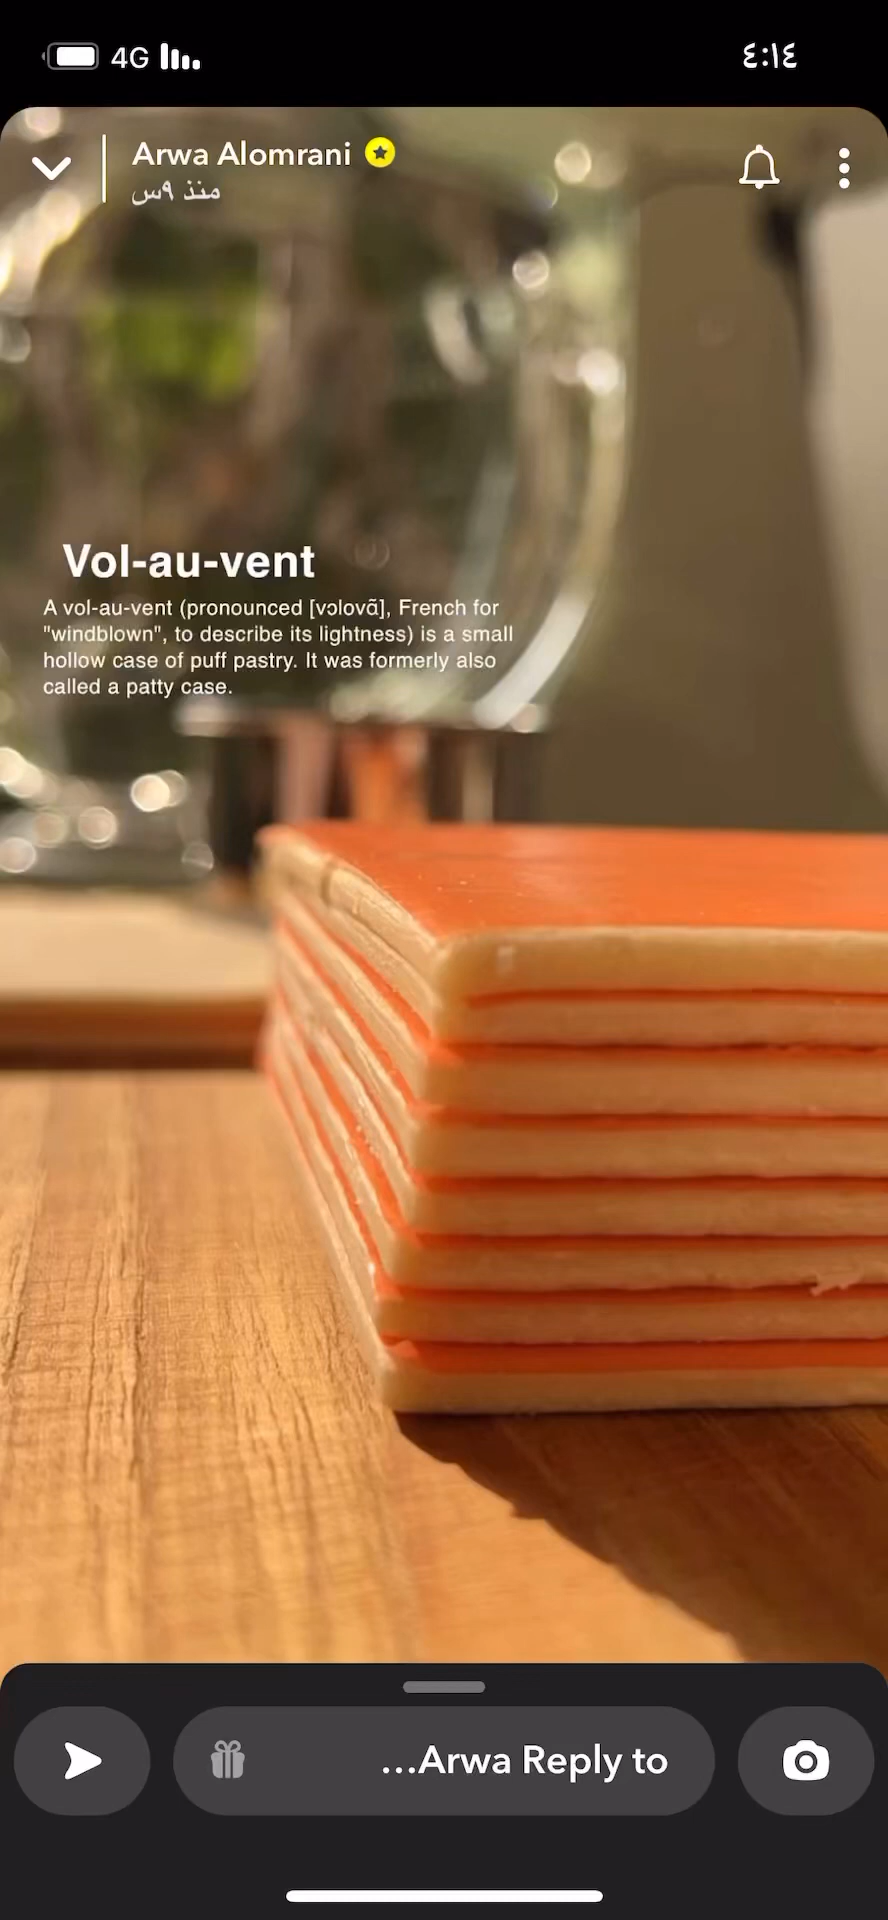 4G
٤:١٤
Arwa Alomrani
منذ ٩س
Vol-au-vent
A vol-au-vent (pronounced [vɔlovɑ̃], French for
"windblown", to describe its lightness) is a small
hollow case of puff pastry. It was formerly also
called a patty case.
...Arwa Reply to